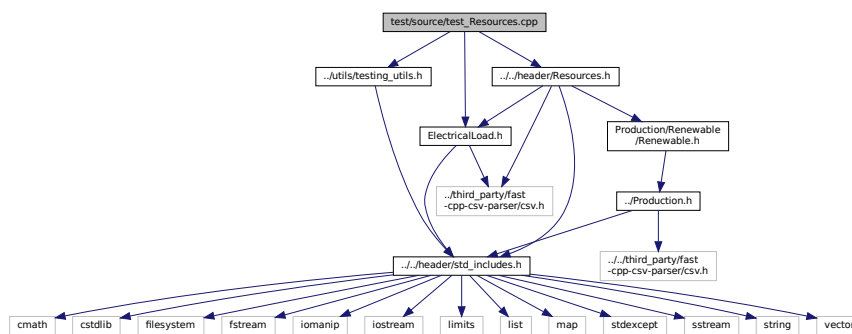 test/source/test_Resources.cpp
../utils/testing_utils.h
../../header/Resources.h
ElectricalLoad.h
Production/Renewable
/Renewable.h
../third_party/fast
-cpp-csv-parser/csv.h
../Production.h
../../header/std_includes.h
../../third_party/fast
-cpp-csv-parser/csv.h
cmath
cstdlib
filesystem
fstream
iomanip
iostream
limits
list
map
stdexcept
sstream
string
vector